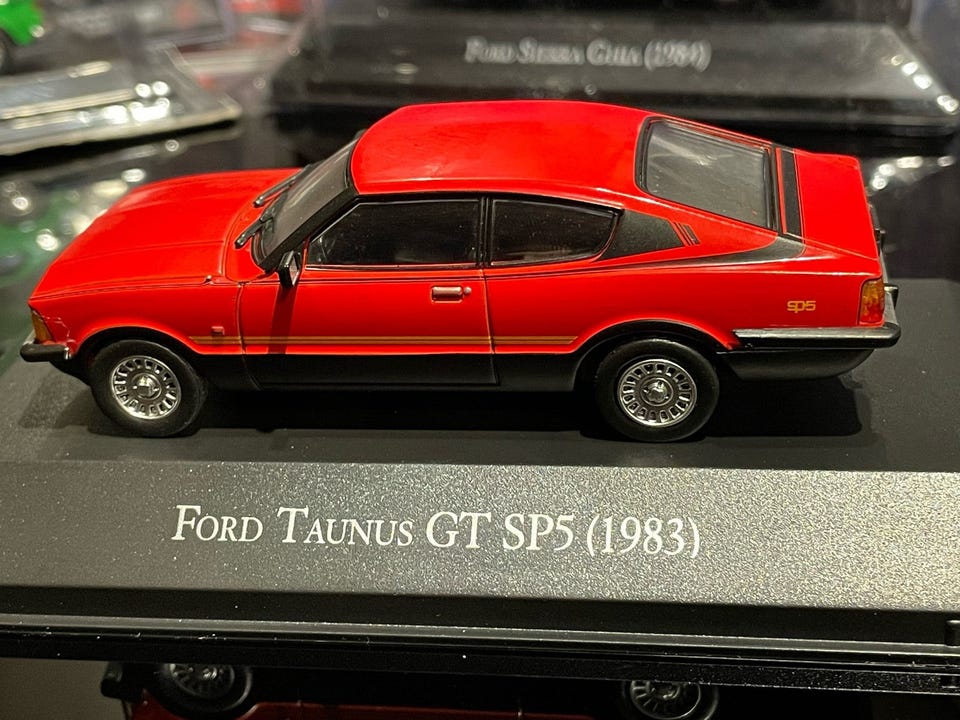 Ford Sierra Ghia (1984)
sp5
Ford Taunus GT SP5 (1983)